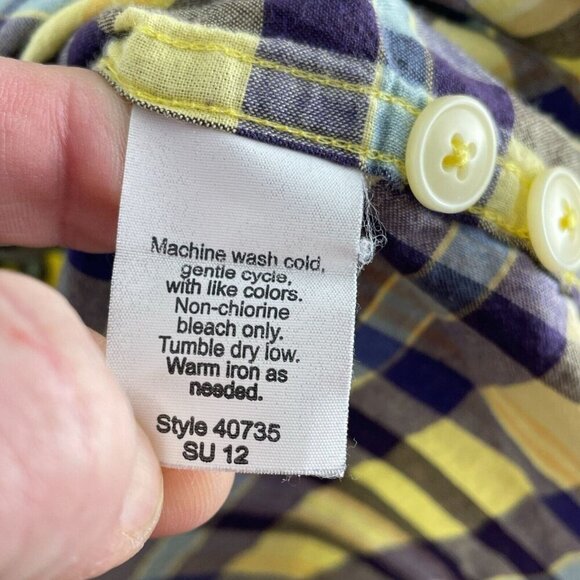 Machine wash cold,
gentle cycle,
with like colors.
Non-chlorine
bleach only.
Tumble dry low.
Warm iron as
needed.
Style 40735
SU 12